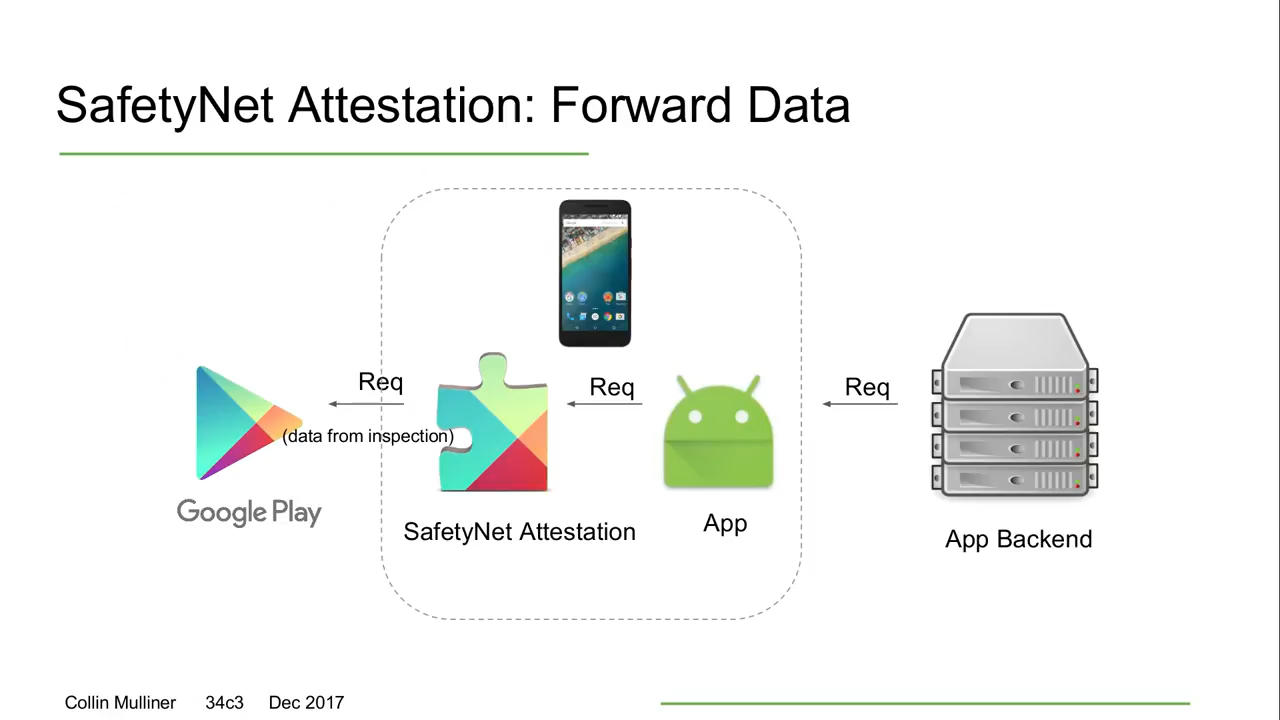 SafetyNet Attestation: Forward Data
Req
Req
Req
(data from inspection)
Google Play
SafetyNet Attestation
App
App Backend
Collin Mulliner 34c3 Dec 2017